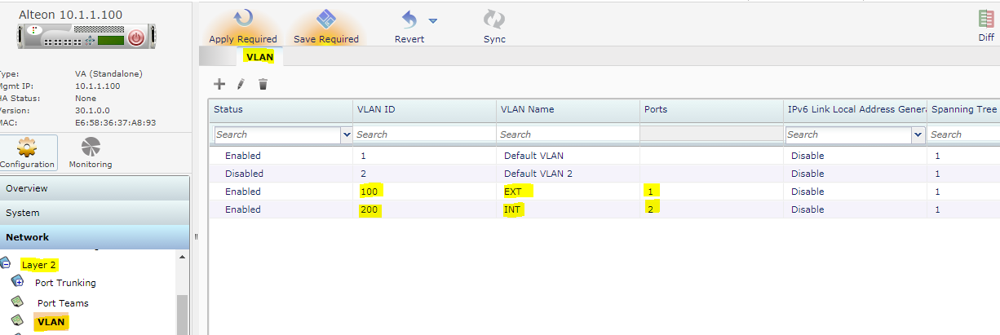 Alteon 10.1.1.100
Apply Required Save Required Revert Sync Diff
VLAN
Type: VA (Standalone)
Mgmt IP: 10.1.1.100
HA Status: None
Version: 30.1.0.0
MAC: E6:58:36:37:A8:93
Configuration Monitoring
Overview
System
Network
Layer 2
Port Trunking
Port Teams
VLAN
Status VLAN ID VLAN Name Ports IPv6 Link Local Address Genera Spanning Tree
Search Search Search Search Search
Enabled 1 Default VLAN Disable 1
Disabled 2 Default VLAN 2 Disable 1
Enabled 100 EXT 1 Disable 1
Enabled 200 INT 2 Disable 1